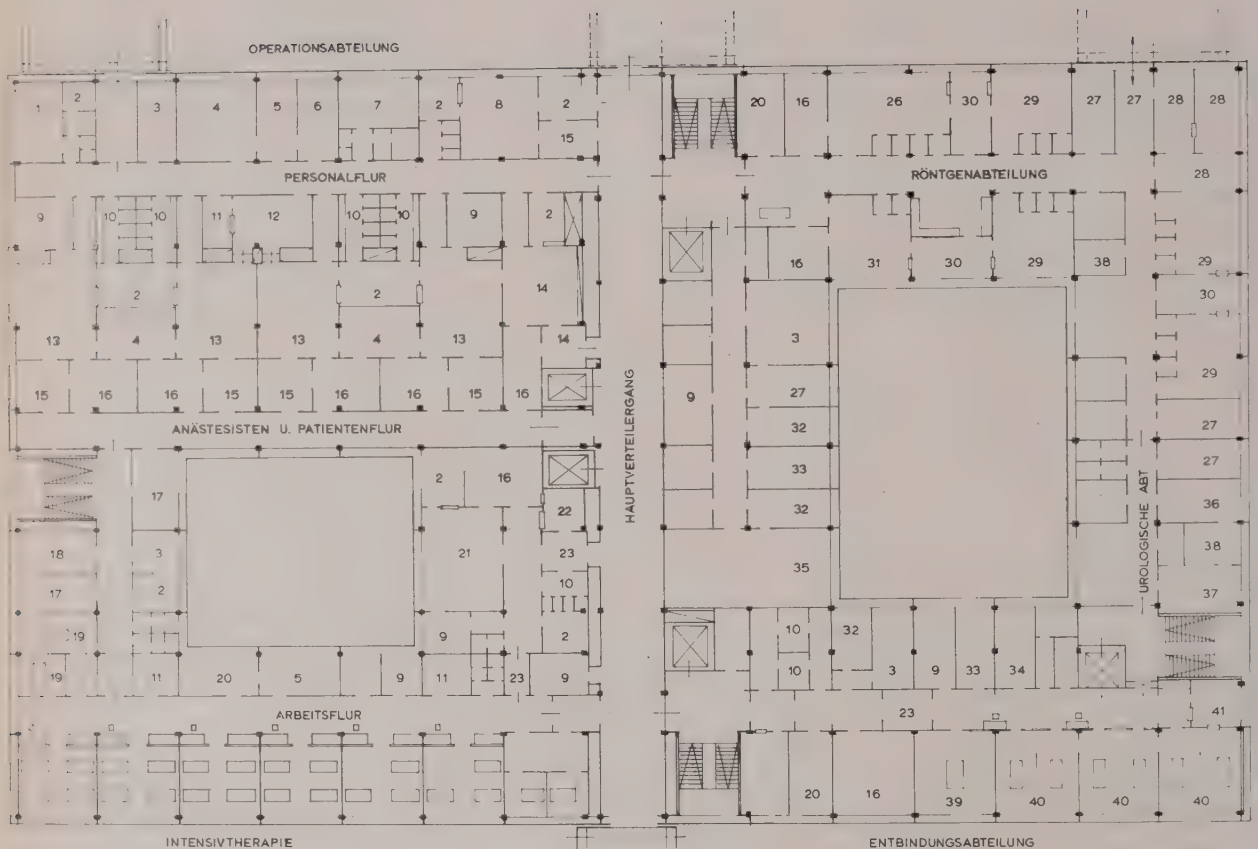 OPERATIONSABTEILUNG
1 2 3 4 5 6 7 2 8 2 20 16 26 30 29 27 27 28 28
15
PERSONALFLUR RÖNTGENABTEILUNG 28
9 10 10 11 12 10 10 9 2
16 31 30 29 38 29
2 2 14 30
13 4 13 13 4 13 14 3
29
15 16 16 15 15 16 15 16 9 27
ANÄSTESISTEN U. PATIENTENFLUR 32 27
HAUPTVERTEILERGANG
17 2 16 33 27
22 32 36
18 3 21 23 35 38
UROLOGISCHE ABT
17 2 10 37
19 9 2 10 32
19 11 20 5 9 11 23 9 10 3 9 33 34
ARBEITSFLUR 23 41
20 16 39 40 40 40
INTENSIVTHERAPIE ENTBINDUNGSABTEILUNG